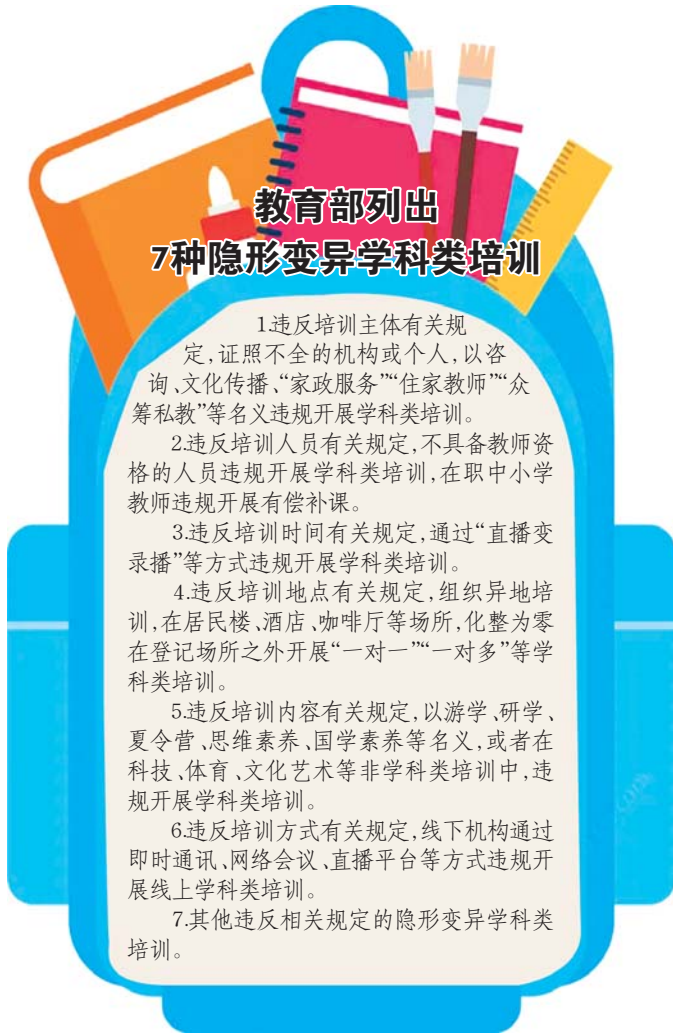 教育部列出
7种隐形变异学科类培训
1.违反培训主体有关规
定,证照不全的机构或个人,以咨
询、文化传播、“家政服务”“住家教师”“众
筹私教”等名义违规开展学科类培训。
2.违反培训人员有关规定,不具备教师资
格的人员违规开展学科类培训,在职中小学
教师违规开展有偿补课。
3.违反培训时间有关规定,通过“直播变
录播”等方式违规开展学科类培训。
4.违反培训地点有关规定,组织异地培
训,在居民楼、酒店、咖啡厅等场所,化整为零
在登记场所之外开展“一对一”“一对多”等学
科类培训。
5.违反培训内容有关规定,以游学、研学、
夏令营、思维素养、国学素养等名义,或者在
科技、体育、文化艺术等非学科类培训中,违
规开展学科类培训。
6.违反培训方式有关规定,线下机构通过
即时通讯、网络会议、直播平台等方式违规开
展线上学科类培训。
7.其他违反相关规定的隐形变异学科类
培训。